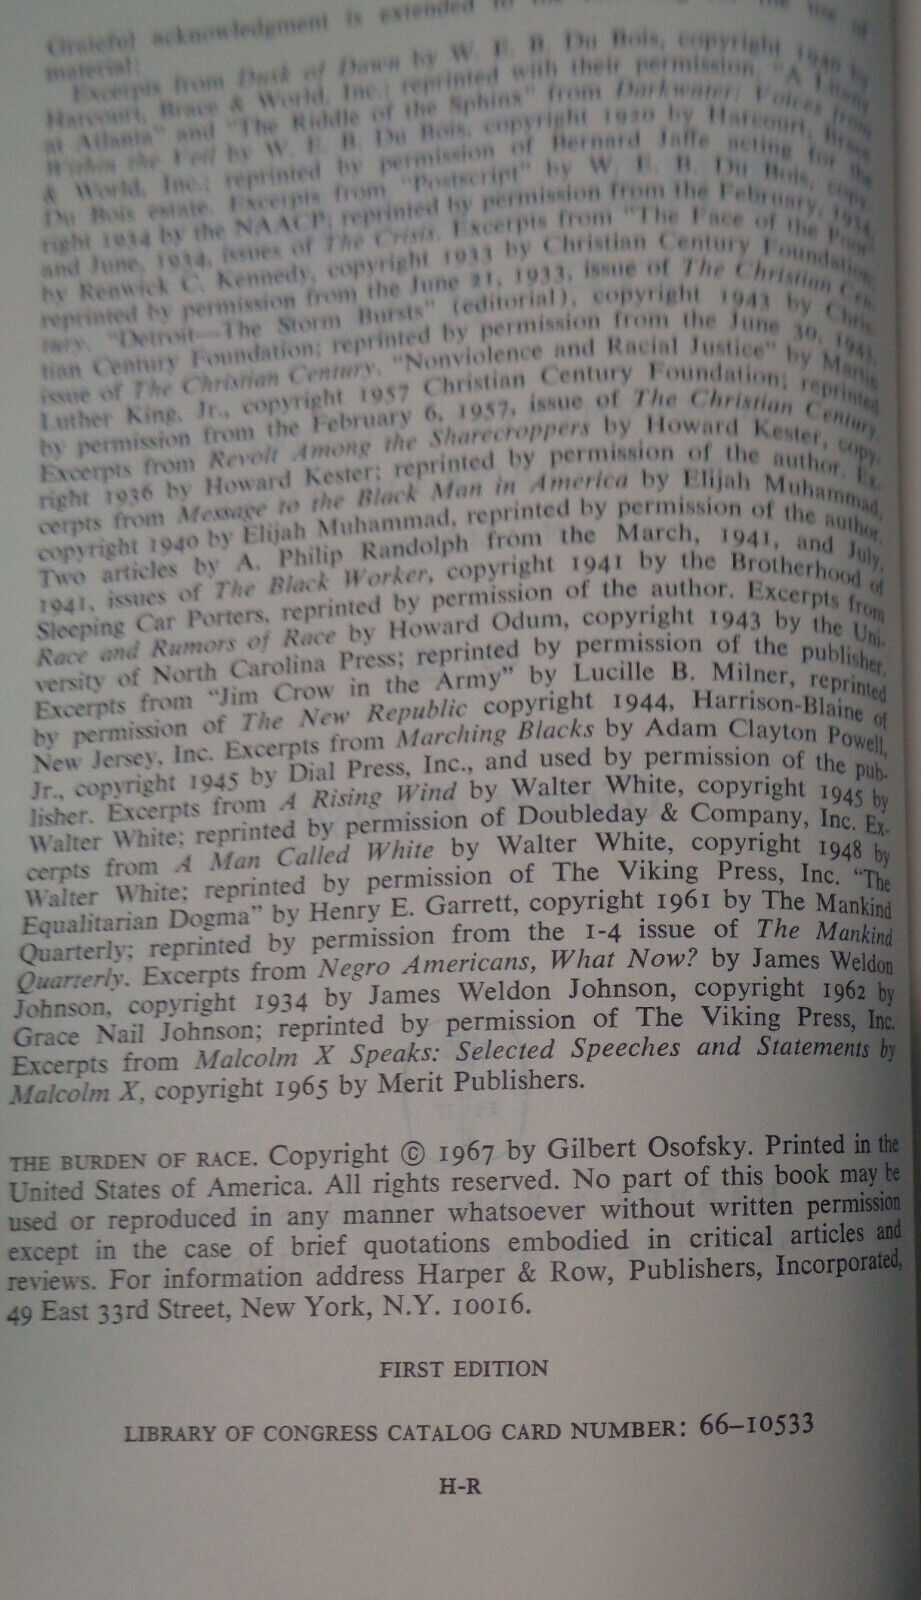 Grateful acknowledgment is extended
material:
Excerpts from Dusk of Dawn by W. E. B. Du Bois, copyright 1940 by
Harcourt, Brace & World, Inc.; reprinted with their permission. "A Litany
at Atlanta" and "The Riddle of the Sphinx" from Darkwater: Voices from
Within the Veil by W. E. B. Du Bois, copyright 1920 by Harcourt, Brace
& World, Inc.; reprinted by permission of Bernard Jaffe acting for the
Du Bois estate. Excerpts from "Postscript" by W. E. B. Du Bois, copy-
right 1934 by the NAACP; reprinted by permission from the February, 1934,
and June, 1934, issues of The Crisis. Excerpts from "The Face of the Poor"
by Renwick C. Kennedy, copyright 1933 by Christian Century Foundation;
reprinted by permission from the June 21, 1933, issue of The Christian Cen-
tury. "Detroit—The Storm Bursts" (editorial), copyright 1943 by Chris-
tian Century Foundation; reprinted by permission from the June 30, 1943,
issue of The Christian Century. "Nonviolence and Racial Justice" by Martin
Luther King, Jr., copyright 1957 Christian Century Foundation; reprinted
by permission from the February 6, 1957, issue of The Christian Century.
Excerpts from Revolt Among the Sharecroppers by Howard Kester, copy-
right 1936 by Howard Kester; reprinted by permission of the author. Ex-
cerpts from Message to the Black Man in America by Elijah Muhammad,
copyright 1940 by Elijah Muhammad, reprinted by permission of the author.
Two articles by A. Philip Randolph from the March, 1941, and July,
1941, issues of The Black Worker, copyright 1941 by the Brotherhood of
Sleeping Car Porters, reprinted by permission of the author. Excerpts from
Race and Rumors of Race by Howard Odum, copyright 1943 by the Uni-
versity of North Carolina Press; reprinted by permission of the publisher.
Excerpts from "Jim Crow in the Army" by Lucille B. Milner, reprinted
by permission of The New Republic copyright 1944, Harrison-Blaine of
New Jersey, Inc. Excerpts from Marching Blacks by Adam Clayton Powell,
Jr., copyright 1945 by Dial Press, Inc., and used by permission of the pub-
lisher. Excerpts from A Rising Wind by Walter White, copyright 1945 by
Walter White; reprinted by permission of Doubleday & Company, Inc. Ex-
cerpts from A Man Called White by Walter White, copyright 1948 by
Walter White; reprinted by permission of The Viking Press, Inc. "The
Equalitarian Dogma" by Henry E. Garrett, copyright 1961 by The Mankind
Quarterly; reprinted by permission from the 1-4 issue of The Mankind
Quarterly. Excerpts from Negro Americans, What Now? by James Weldon
Johnson, copyright 1934 by James Weldon Johnson, copyright 1962 by
Grace Nail Johnson; reprinted by permission of The Viking Press, Inc.
Excerpts from Malcolm X Speaks: Selected Speeches and Statements by
Malcolm X, copyright 1965 by Merit Publishers.
THE BURDEN OF RACE. Copyright © 1967 by Gilbert Osofsky. Printed in the
United States of America. All rights reserved. No part of this book may be
used or reproduced in any manner whatsoever without written permission
except in the case of brief quotations embodied in critical articles and
reviews. For information address Harper & Row, Publishers, Incorporated,
49 East 33rd Street, New York, N.Y. 10016.
FIRST EDITION
LIBRARY OF CONGRESS CATALOG CARD NUMBER: 66-10533
H-R